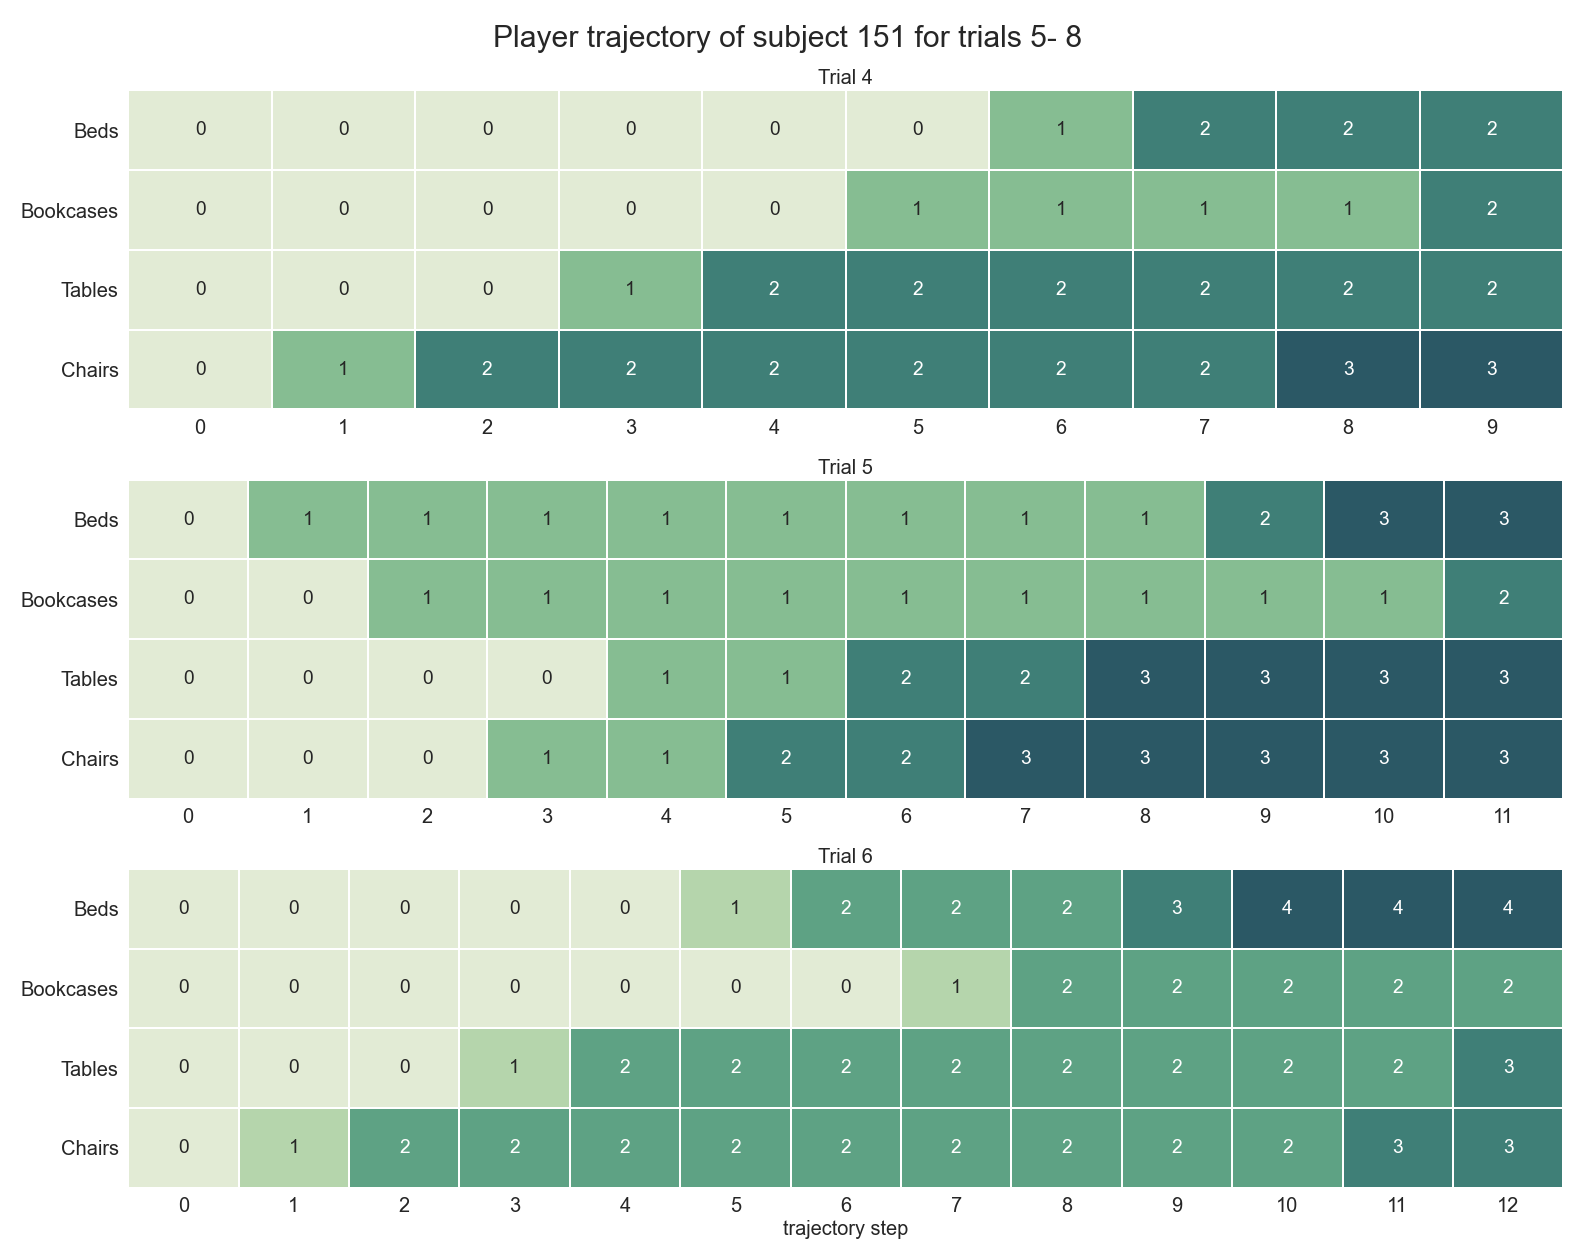 Player trajectory of subject 151 for trials 5- 8
Trial 4
Beds 0 0 0 0 0 0 1 2 2 2
Bookcases 0 0 0 0 0 1 1 1 1 2
Tables 0 0 0 1 2 2 2 2 2 2
Chairs 0 1 2 2 2 2 2 2 3 3
0 1 2 3 4 5 6 7 8 9
Trial 5
Beds 0 1 1 1 1 1 1 1 1 2 3 3
Bookcases 0 0 1 1 1 1 1 1 1 1 1 2
Tables 0 0 0 0 1 1 2 2 3 3 3 3
Chairs 0 0 0 1 1 2 2 3 3 3 3 3
0 1 2 3 4 5 6 7 8 9 10 11
Trial 6
Beds 0 0 0 0 0 1 2 2 2 3 4 4 4
Bookcases 0 0 0 0 0 0 0 1 2 2 2 2 2
Tables 0 0 0 1 2 2 2 2 2 2 2 2 3
Chairs 0 1 2 2 2 2 2 2 2 2 2 3 3
0 1 2 3 4 5 6 7 8 9 10 11 12
trajectory step